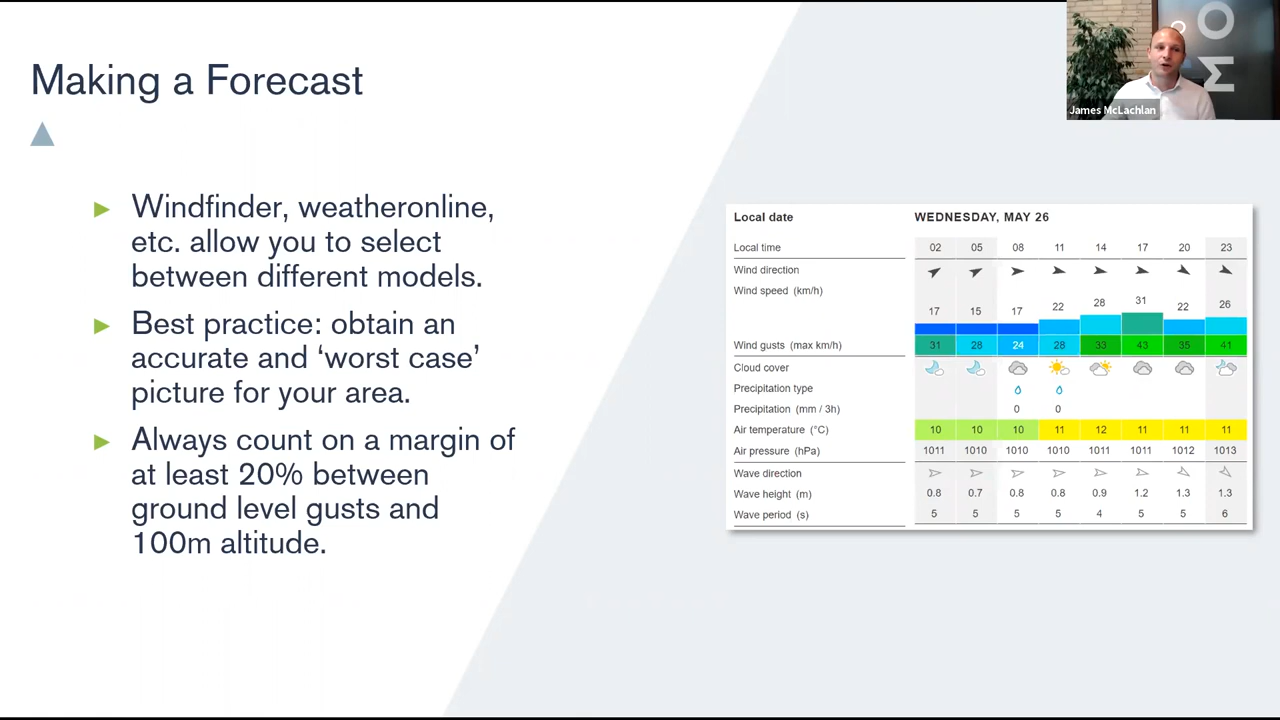 Making a Forecast
Windfinder, weatheronline,
etc. allow you to select
between different models.
Best practice: obtain an
accurate and ‘worst case’
picture for your area.
Always count on a margin of
at least 20% between
ground level gusts and
100m altitude.
MO
James McLachlan
Local date WEDNESDAY, MAY 26
Local time 02 05 08 11 14 17 20 23
Wind direction
Wind speed (km/h) 17 15 17 22 28 31 22 26
Wind gusts (max km/h) 31 28 24 28 33 43 35 41
Cloud cover
Precipitation type
Precipitation (mm / 3h) 0 0
Air temperature (°C) 10 10 10 11 12 11 11 11
Air pressure (hPa) 1011 1010 1010 1010 1011 1011 1012 1013
Wave direction
Wave height (m) 0.8 0.7 0.8 0.8 0.9 1.2 1.3 1.3
Wave period (s) 5 5 5 5 4 5 5 6